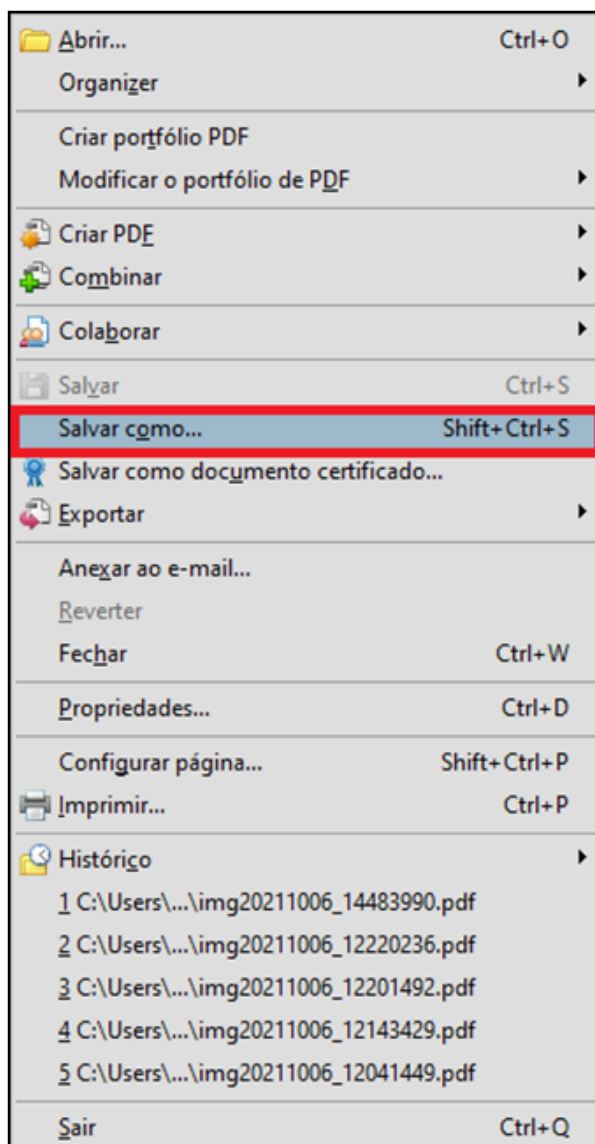 Abrir... Ctrl+O
Organizer
Criar portfólio PDF
Modificar o portfólio de PDF
Criar PDF
Combinar
Colaborar
Salvar Ctrl+S
Salvar como... Shift+Ctrl+S
Salvar como documento certificado...
Exportar
Anexar ao e-mail...
Reverter
Fechar Ctrl+W
Propriedades... Ctrl+D
Configurar página... Shift+Ctrl+P
Imprimir... Ctrl+P
Histórico
1 C:\Users\...\img20211006_14483990.pdf
2 C:\Users\...\img20211006_12220236.pdf
3 C:\Users\...\img20211006_12201492.pdf
4 C:\Users\...\img20211006_12143429.pdf
5 C:\Users\...\img20211006_12041449.pdf
Sair Ctrl+Q